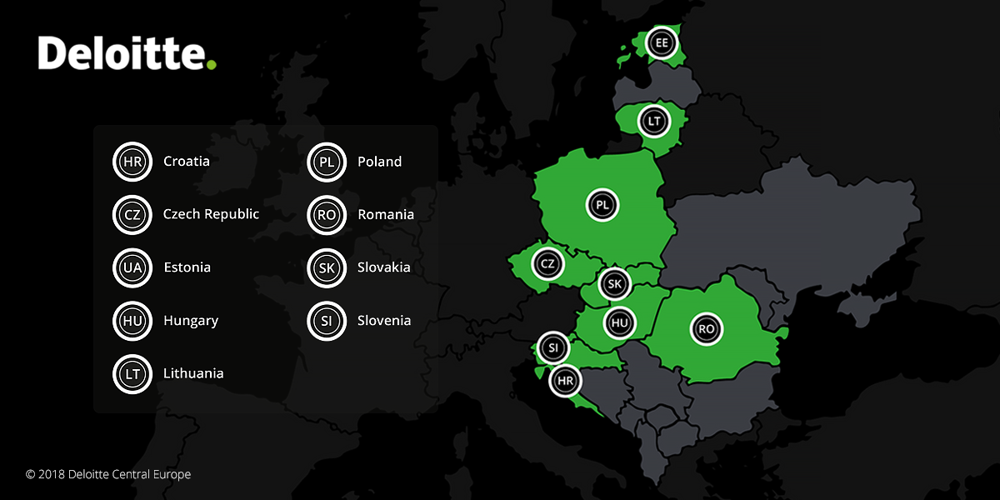 Deloitte.
HR Croatia
CZ Czech Republic
UA Estonia
HU Hungary
LT Lithuania
PL Poland
RO Romania
SK Slovakia
SI Slovenia
EE
LT
PL
CZ
SK
HU
RO
SI
HR
© 2018 Deloitte Central Europe